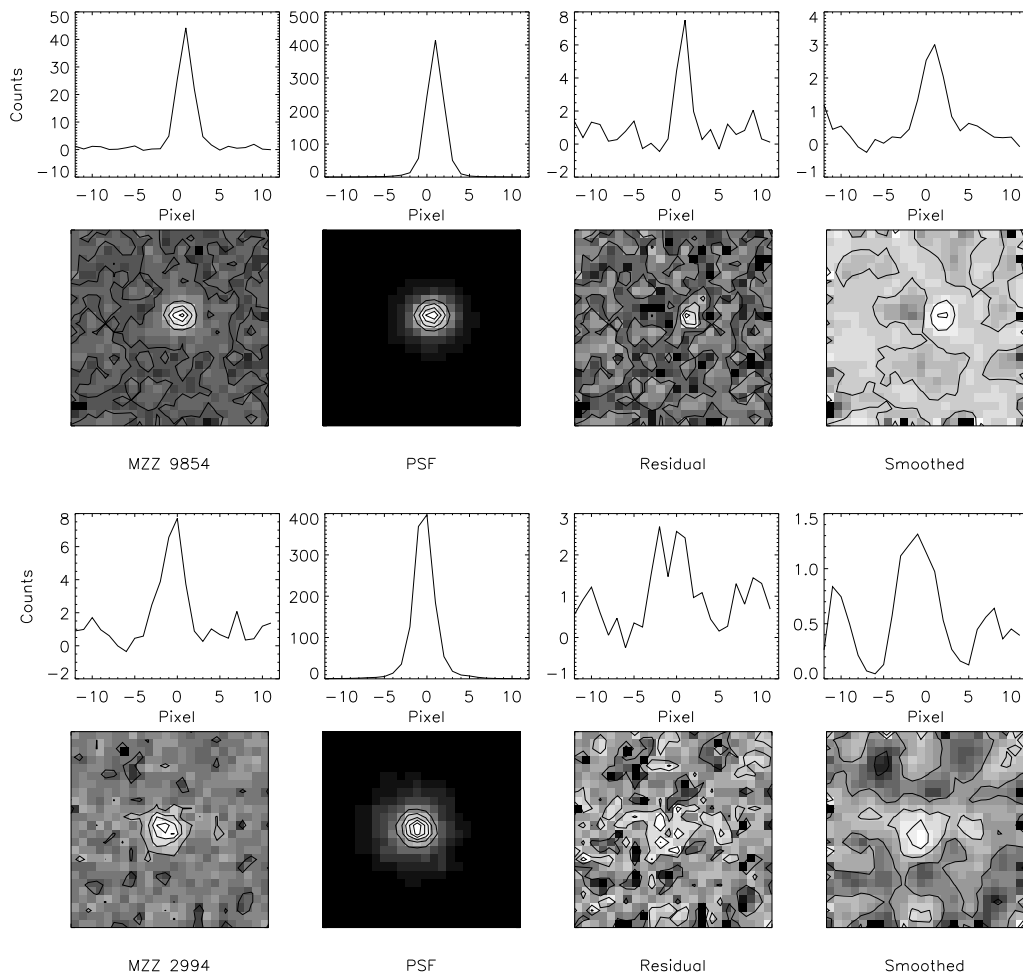 50
40
30
20
10
0
−10
Counts
−10 −5 0 5 10
Pixel
500
400
300
200
100
0
−10 −5 0 5 10
Pixel
8
6
4
2
0
−2
−10 −5 0 5 10
Pixel
4
3
2
1
0
−1
−10 −5 0 5 10
Pixel
MZZ 9854
PSF
Residual
Smoothed
8
6
4
2
0
−2
Counts
−10 −5 0 5 10
Pixel
400
300
200
100
0
−10 −5 0 5 10
Pixel
3
2
1
0
−1
−10 −5 0 5 10
Pixel
1.5
1.0
0.5
0.0
−10 −5 0 5 10
Pixel
MZZ 2994
PSF
Residual
Smoothed